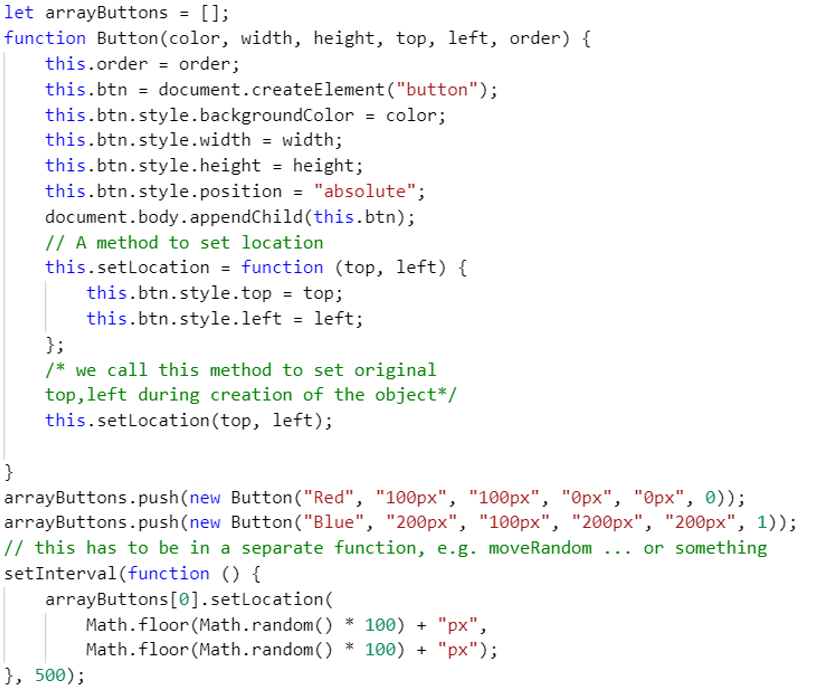 let arrayButtons = [];
function Button(color, width, height, top, left, order) {
    this.order = order;
    this.btn = document.createElement("button");
    this.btn.style.backgroundColor = color;
    this.btn.style.width = width;
    this.btn.style.height = height;
    this.btn.style.position = "absolute";
    document.body.appendChild(this.btn);
    // A method to set location
    this.setLocation = function (top, left) {
        this.btn.style.top = top;
        this.btn.style.left = left;
    };
    /* we call this method to set original
    top,left during creation of the object*/
    this.setLocation(top, left);
}
arrayButtons.push(new Button("Red", "100px", "100px", "0px", "0px", 0));
arrayButtons.push(new Button("Blue", "200px", "100px", "200px", "200px", 1));
// this has to be in a separate function, e.g. moveRandom ... or something
setInterval(function () {
    arrayButtons[0].setLocation(
        Math.floor(Math.random() * 100) + "px",
        Math.floor(Math.random() * 100) + "px");
}, 500);